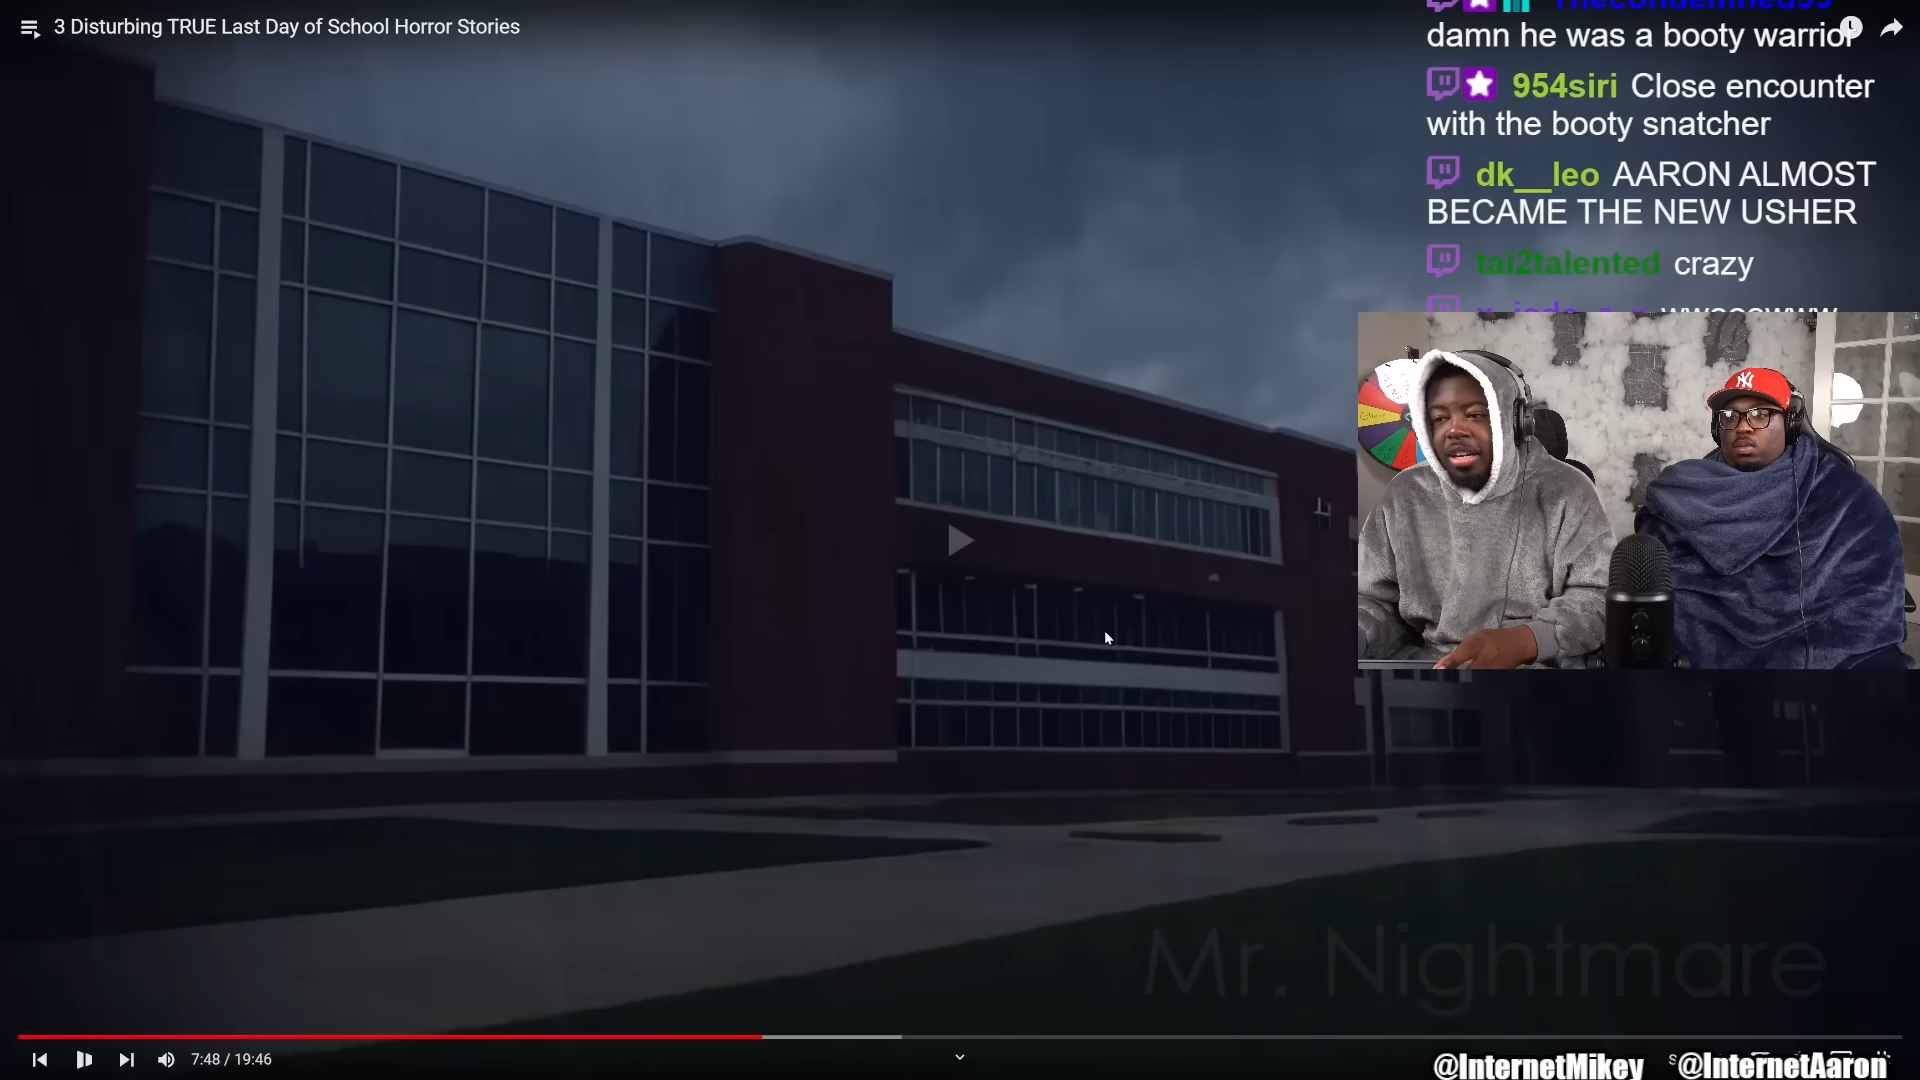 3 Disturbing TRUE Last Day of School Horror Stories
TheCondemned99
damn he was a booty warrior
954siri Close encounter
with the booty snatcher
dk__leo AARON ALMOST
BECAME THE NEW USHER
tai2talented crazy
NY
Mr. Nightmare
7:48 / 19:46
@InternetMikey
@InternetAaron